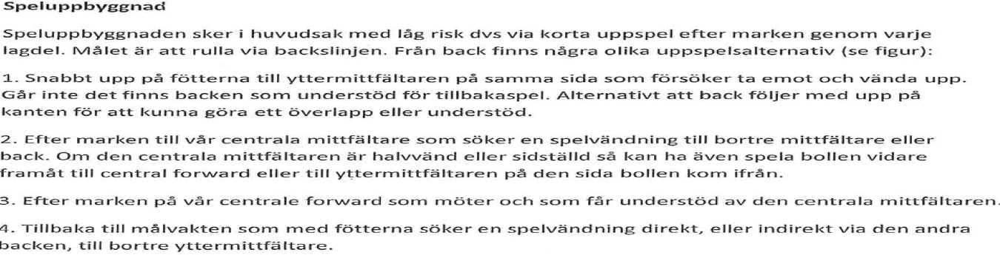 Speluppbyggnad
Speluppbyggnaden sker i huvudsak med låg risk dvs via korta uppspel efter marken genom varje
lagdel. Målet är att rulla via backslinjen. Från back finns några olika uppspelsalternativ (se figur):
1. Snabbt upp på fötterna till yttermittfältaren på samma sida som försöker ta emot och vända upp.
Går inte det finns backen som understöd för tillbakaspel. Alternativt att back följer med upp på
kanten för att kunna göra ett överlapp eller understöd.
2. Efter marken till vår centrala mittfältare som söker en spelvändning till bortre mittfältare eller
back. Om den centrala mittfältaren är halvvänd eller sidställd så kan ha även spela bollen vidare
framåt till central forward eller till yttermittfältaren på den sida bollen kom ifrån.
3. Efter marken på vår centrale forward som möter och som får understöd av den centrala mittfältaren.
4. Tillbaka till målvakten som med fötterna söker en spelvändning direkt, eller indirekt via den andra
backen, till bortre yttermittfältare.